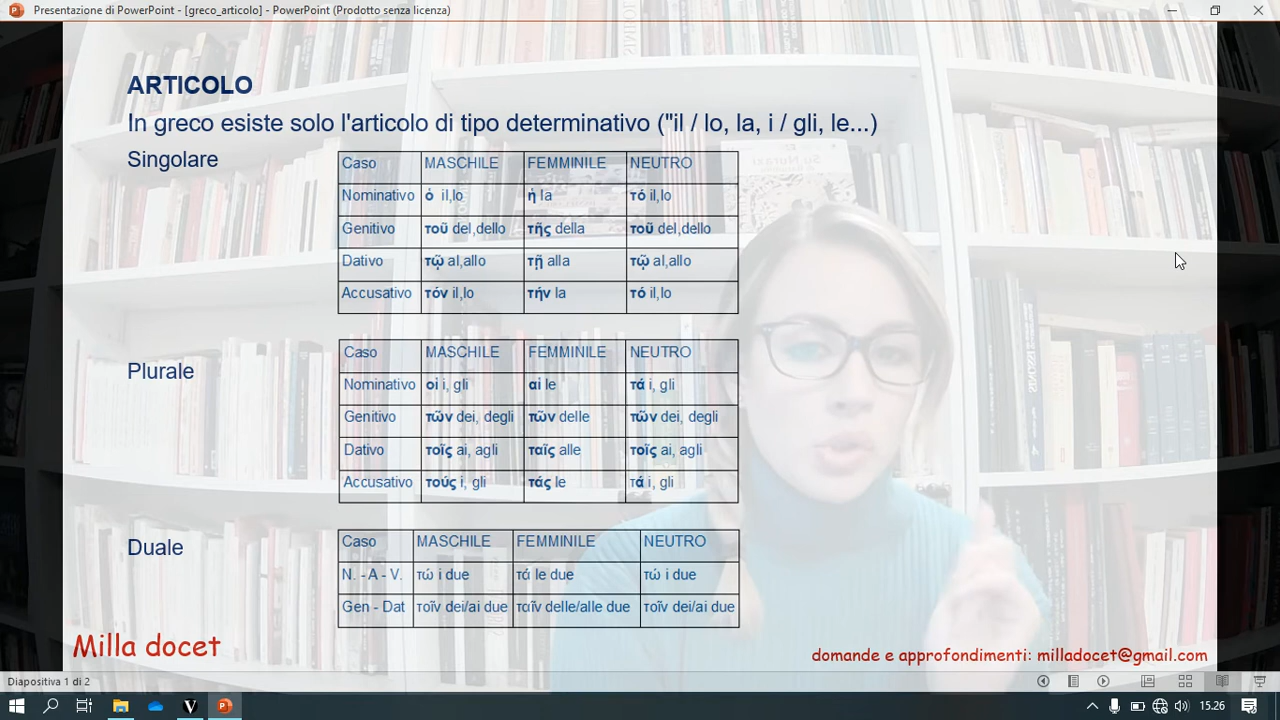 Presentazione di PowerPoint - [greco_articolo] - PowerPoint (Prodotto senza licenza)
ARTICOLO
In greco esiste solo l'articolo di tipo determinativo ("il / lo, la, i / gli, le...)
Singolare
Caso MASCHILE FEMMINILE NEUTRO
Nominativo ὁ il,lo ἡ la τό il,lo
Genitivo τοῦ del,dello τῆς della τοῦ del,dello
Dativo τῷ al,allo τῇ alla τῷ al,allo
Accusativo τόν il,lo τήν la τό il,lo
Plurale
Caso MASCHILE FEMMINILE NEUTRO
Nominativo οἱ i, gli αἱ le τά i, gli
Genitivo τῶν dei, degli τῶν delle τῶν dei, degli
Dativo τοῖς ai, agli ταῖς alle τοῖς ai, agli
Accusativo τούς i, gli τάς le τά i, gli
Duale
Caso MASCHILE FEMMINILE NEUTRO
N. - A - V. τώ i due τά le due τώ i due
Gen - Dat τοῖν dei/ai due ταῖν delle/alle due τοῖν dei/ai due
Milla docet
domande e approfondimenti: milladocet@gmail.com
Diapositiva 1 di 2
15.26